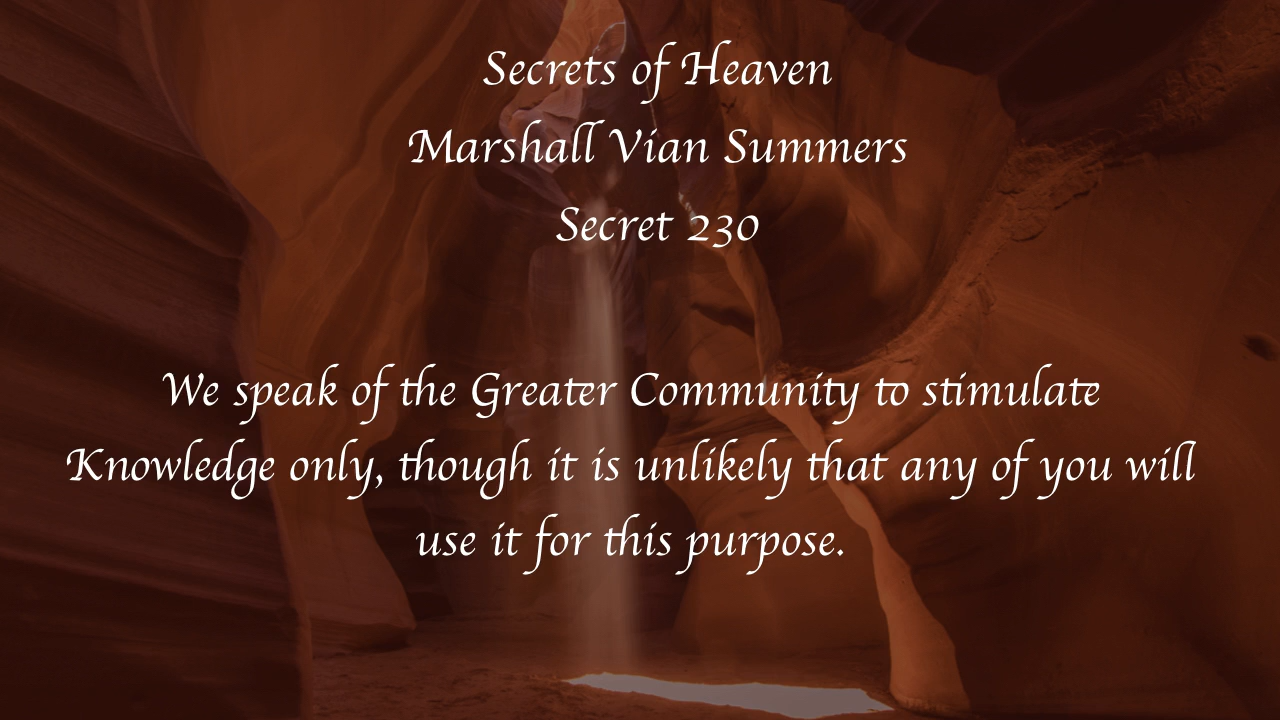 Secrets of Heaven
Marshall Vian Summers
Secret 230
We speak of the Greater Community to stimulate
Knowledge only, though it is unlikely that any of you will
use it for this purpose.